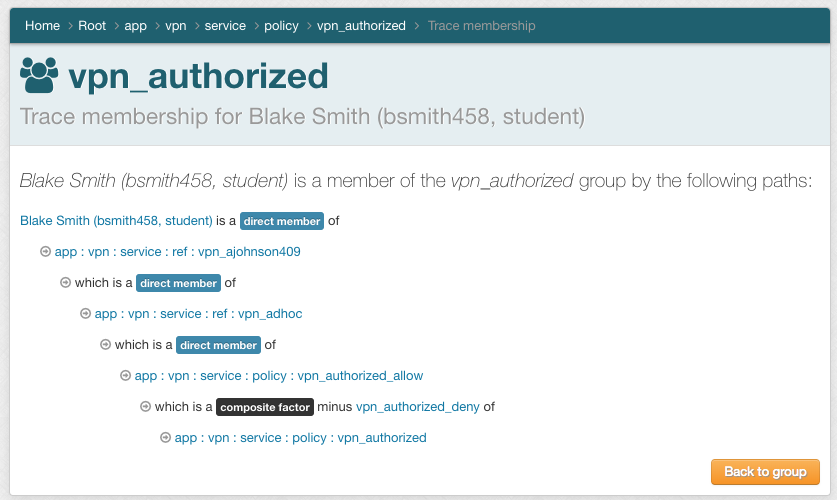 Home > Root > app > vpn > service > policy > vpn_authorized > Trace membership
vpn_authorized
Trace membership for Blake Smith (bsmith458, student)
Blake Smith (bsmith458, student) is a member of the vpn_authorized group by the following paths:
Blake Smith (bsmith458, student) is a direct member of
app : vpn : service : ref : vpn_ajohnson409
which is a direct member of
app : vpn : service : ref : vpn_adhoc
which is a direct member of
app : vpn : service : policy : vpn_authorized_allow
which is a composite factor minus vpn_authorized_deny of
app : vpn : service : policy : vpn_authorized
Back to group